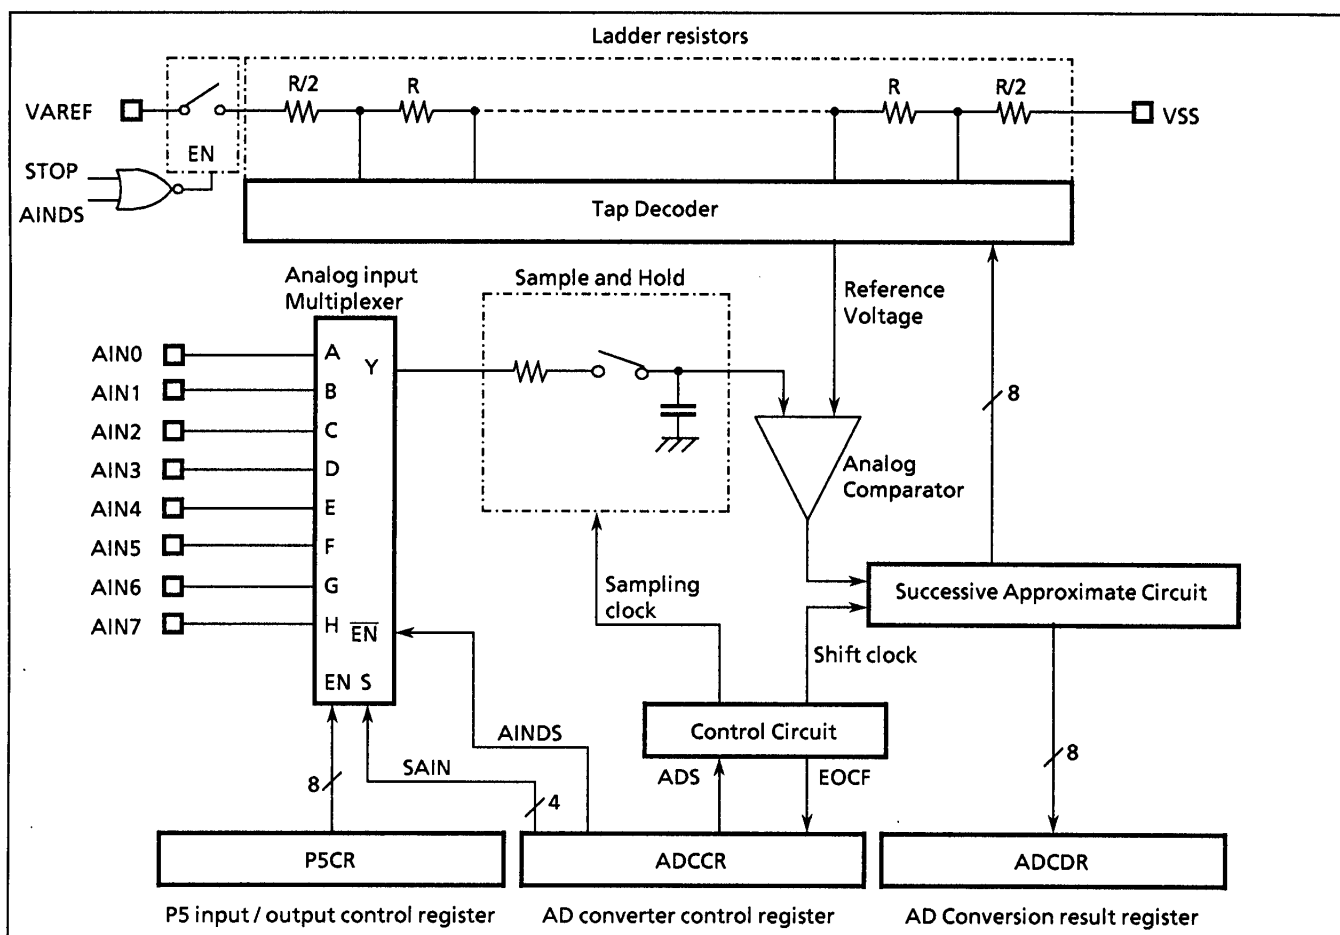 Ladder resistors
R/2
R
R
R/2
VAREF
VSS
EN
STOP
AINDS
Tap Decoder
Analog input
Multiplexer
Sample and Hold
Reference
Voltage
AIN0
A
Y
AIN1
B
8
AIN2
C
AIN3
D
Analog
Comparator
AIN4
E
AIN5
F
AIN6
G
Sampling
clock
Successive Approximate Circuit
AIN7
H
EN
Shift clock
EN S
AINDS
Control Circuit
SAIN
ADS
EOCF
8
8
4
P5CR
ADCCR
ADCDR
P5 input / output control register
AD converter control register
AD Conversion result register